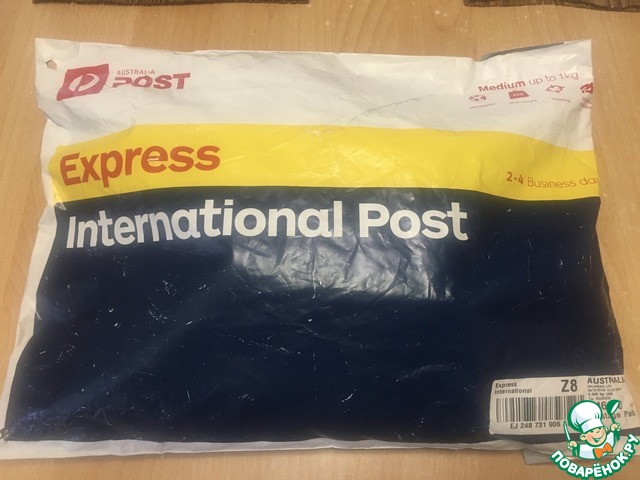 AUSTRALIA
POST
Medium up to 1kg
Express
2-4 Business
International Post
Express
International
Z8
AUSTRALIA
EJ 248 731 906
ПОВАРЁНОК.РУ